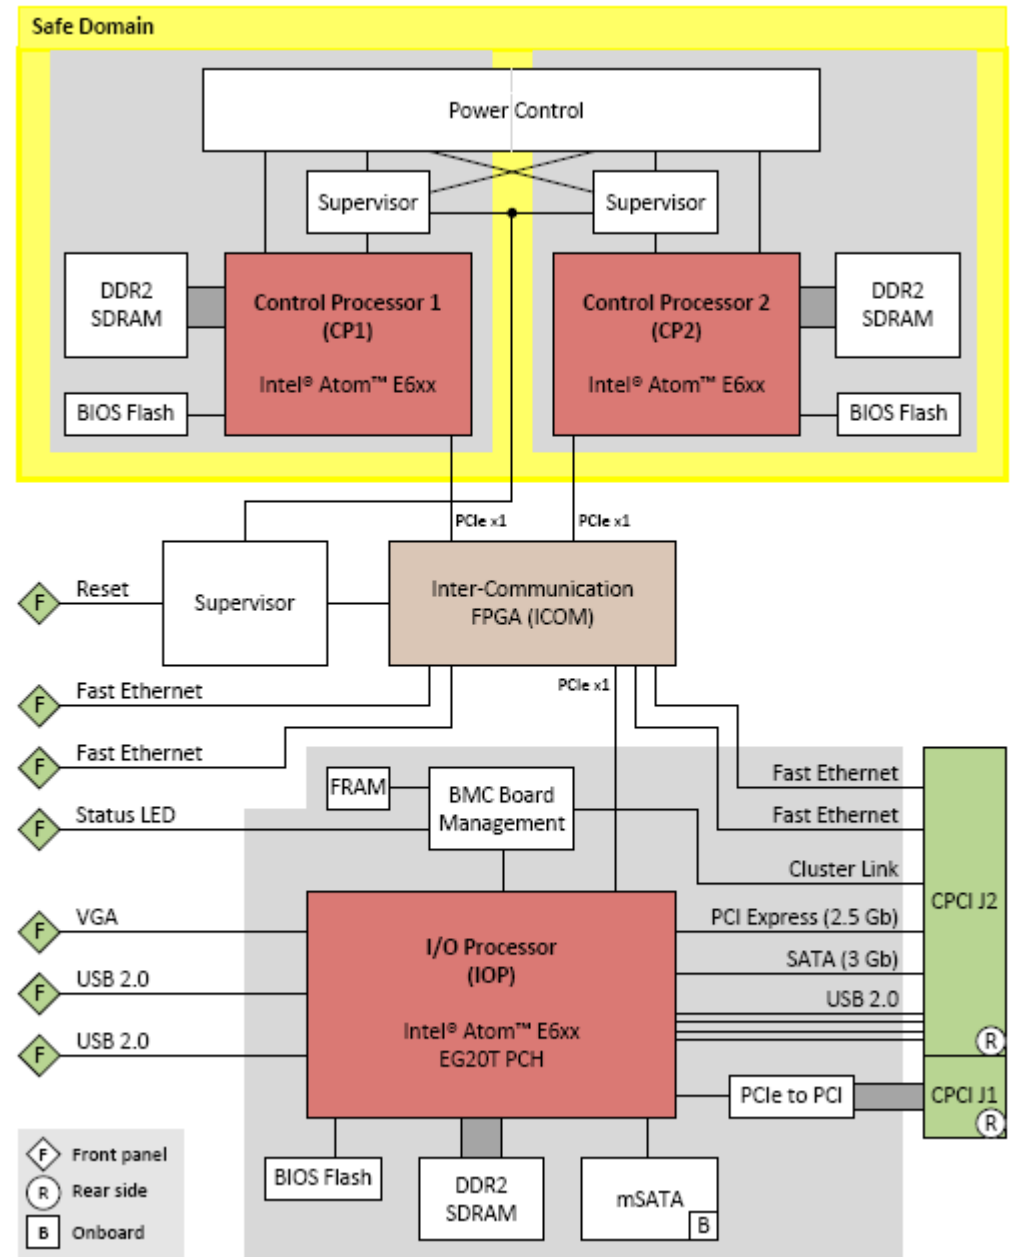 Safe Domain
Power Control
Supervisor
Supervisor
DDR2
SDRAM
Control Processor 1
(CP1)
Intel® Atom™ E6xx
Control Processor 2
(CP2)
Intel® Atom™ E6xx
DDR2
SDRAM
BIOS Flash
BIOS Flash
PCIe x1
PCIe x1
F
Reset
Supervisor
Inter-Communication
FPGA (ICOM)
F
Fast Ethernet
PCIe x1
F
Fast Ethernet
FRAM
BMC Board
Management
Fast Ethernet
F
Status LED
Fast Ethernet
Cluster Link
CPCI J2
F
VGA
PCI Express (2.5 Gb)
I/O Processor
(IOP)
Intel® Atom™ E6xx
EG20T PCH
SATA (3 Gb)
F
USB 2.0
USB 2.0
F
USB 2.0
R
PCIe to PCI
CPCI J1
R
BIOS Flash
DDR2
SDRAM
mSATA
B
F Front panel
R Rear side
B Onboard